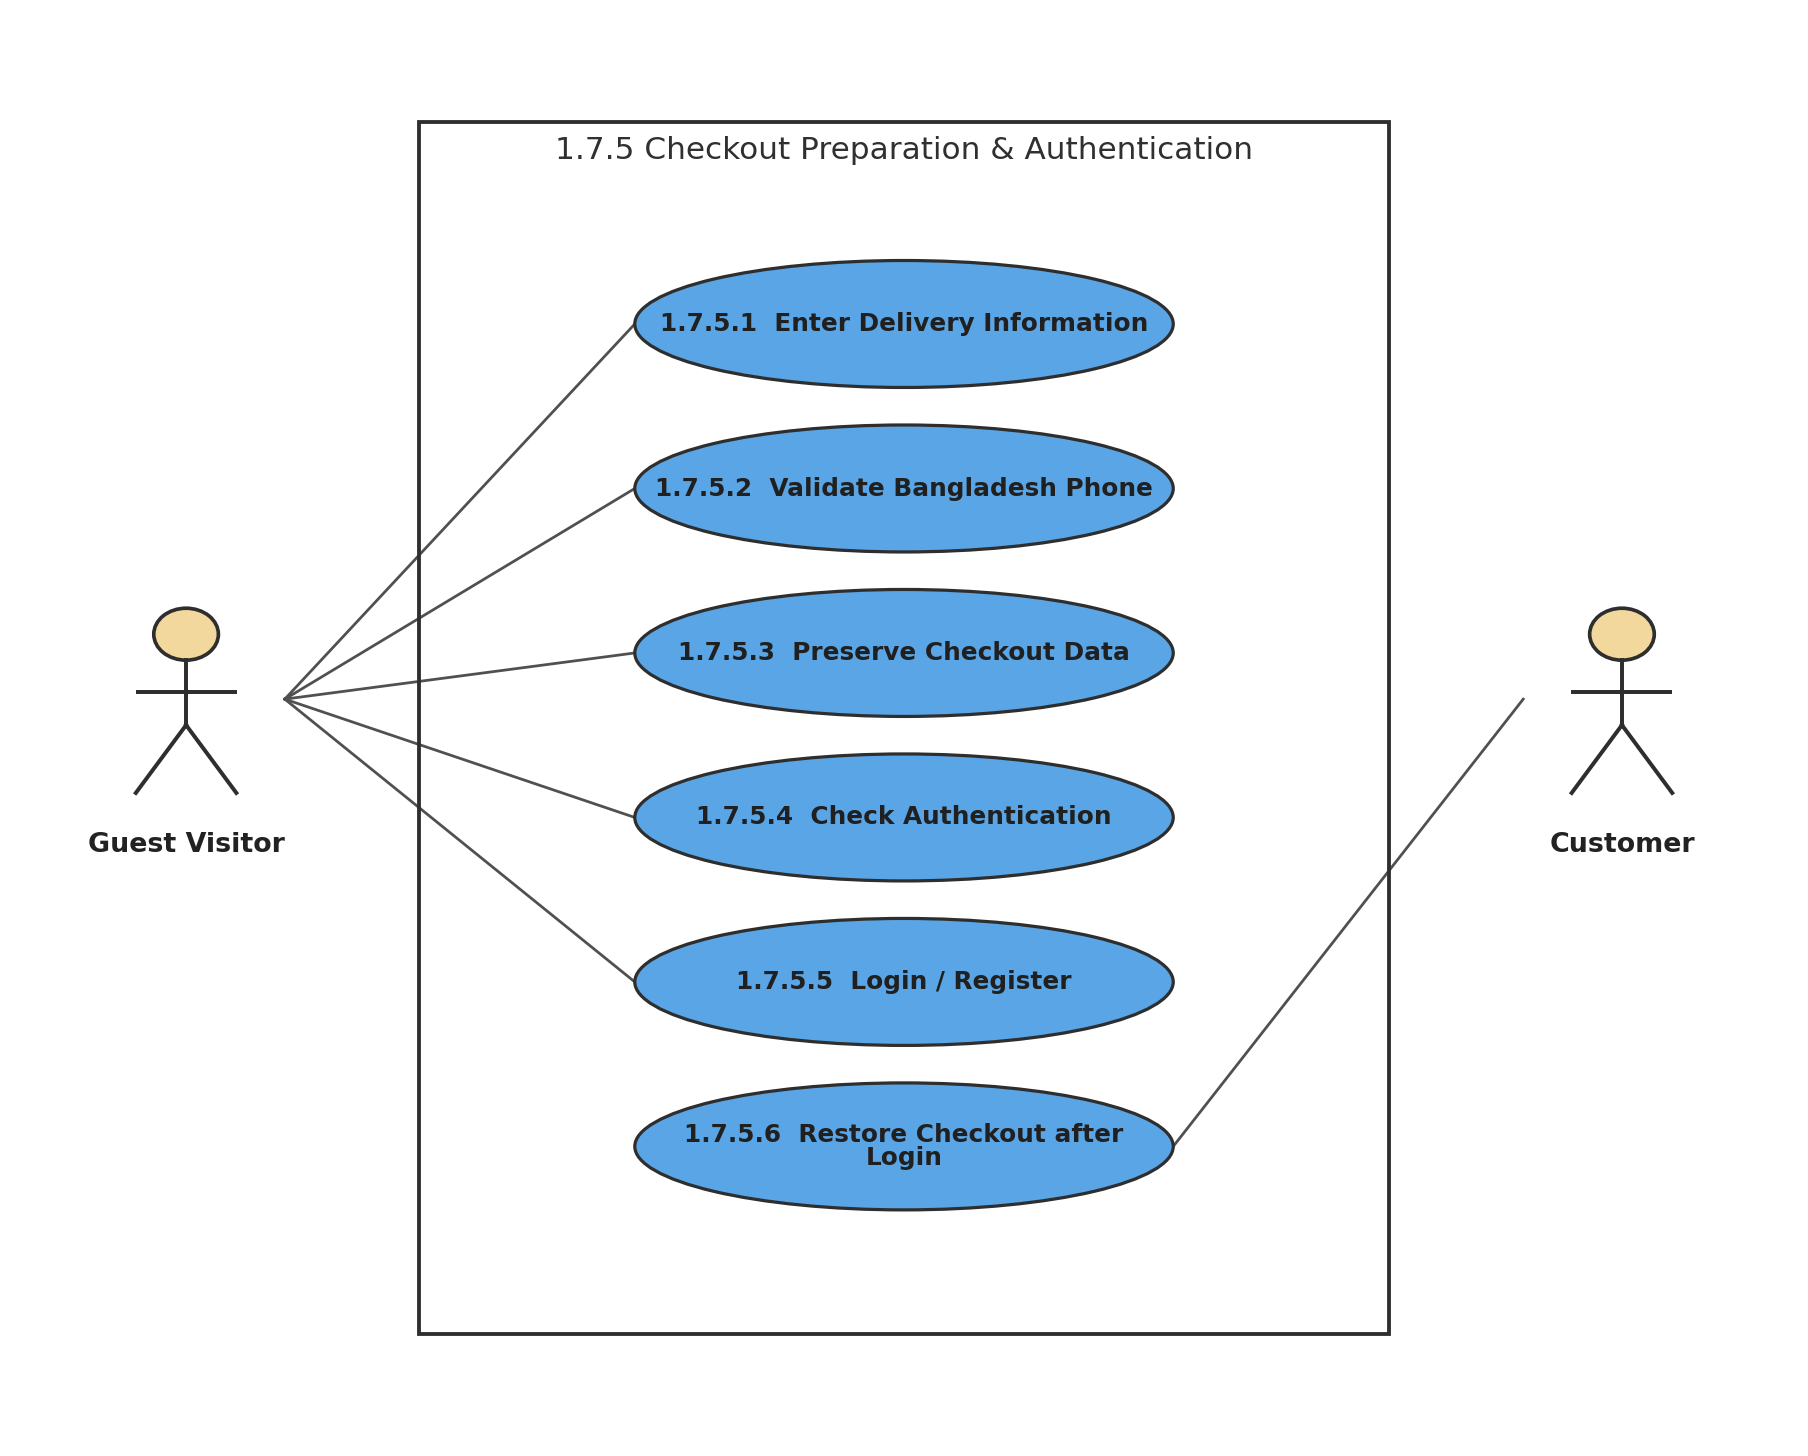 1.7.5 Checkout Preparation & Authentication
1.7.5.1  Enter Delivery Information
1.7.5.2  Validate Bangladesh Phone
1.7.5.3  Preserve Checkout Data
1.7.5.4  Check Authentication
Guest Visitor
Customer
1.7.5.5  Login / Register
1.7.5.6  Restore Checkout after
Login